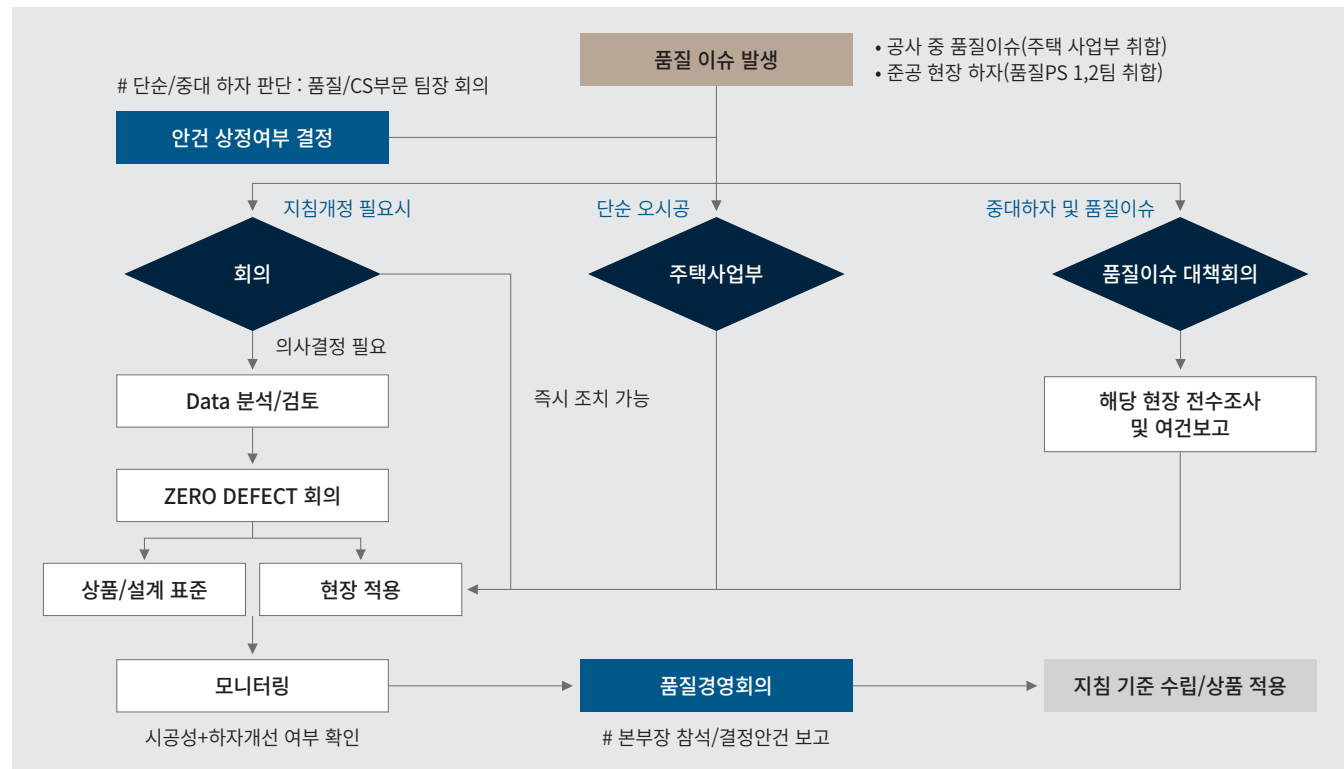 품질 이슈 발생
• 공사 중 품질이슈(주택 사업부 취합)
• 준공 현장 하자(품질PS 1,2팀 취합)
# 단순/중대 하자 판단 : 품질/CS부문 팀장 회의
안건 상정여부 결정
지침개정 필요시
단순 오시공
중대하자 및 품질이슈
회의
주택사업부
품질이슈 대책회의
의사결정 필요
Data 분석/검토
즉시 조치 가능
해당 현장 전수조사
및 여건보고
ZERO DEFECT 회의
상품/설계 표준
현장 적용
모니터링
품질경영회의
지침 기준 수립/상품 적용
시공성+하자개선 여부 확인
# 본부장 참석/결정안건 보고